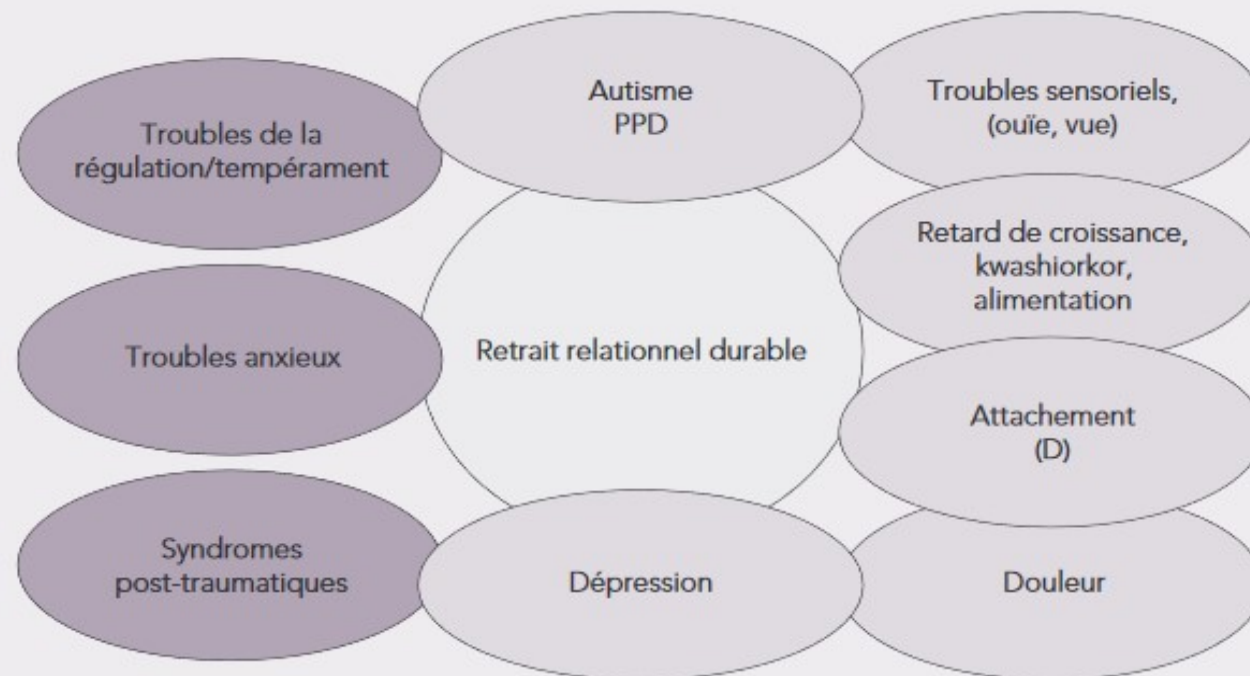 Troubles de la
régulation/tempérament
Autisme
PPD
Troubles sensoriels,
(ouïe, vue)
Retard de croissance,
kwashiorkor,
alimentation
Troubles anxieux
Retrait relationnel durable
Attachement
(D)
Syndromes
post-traumatiques
Dépression
Douleur